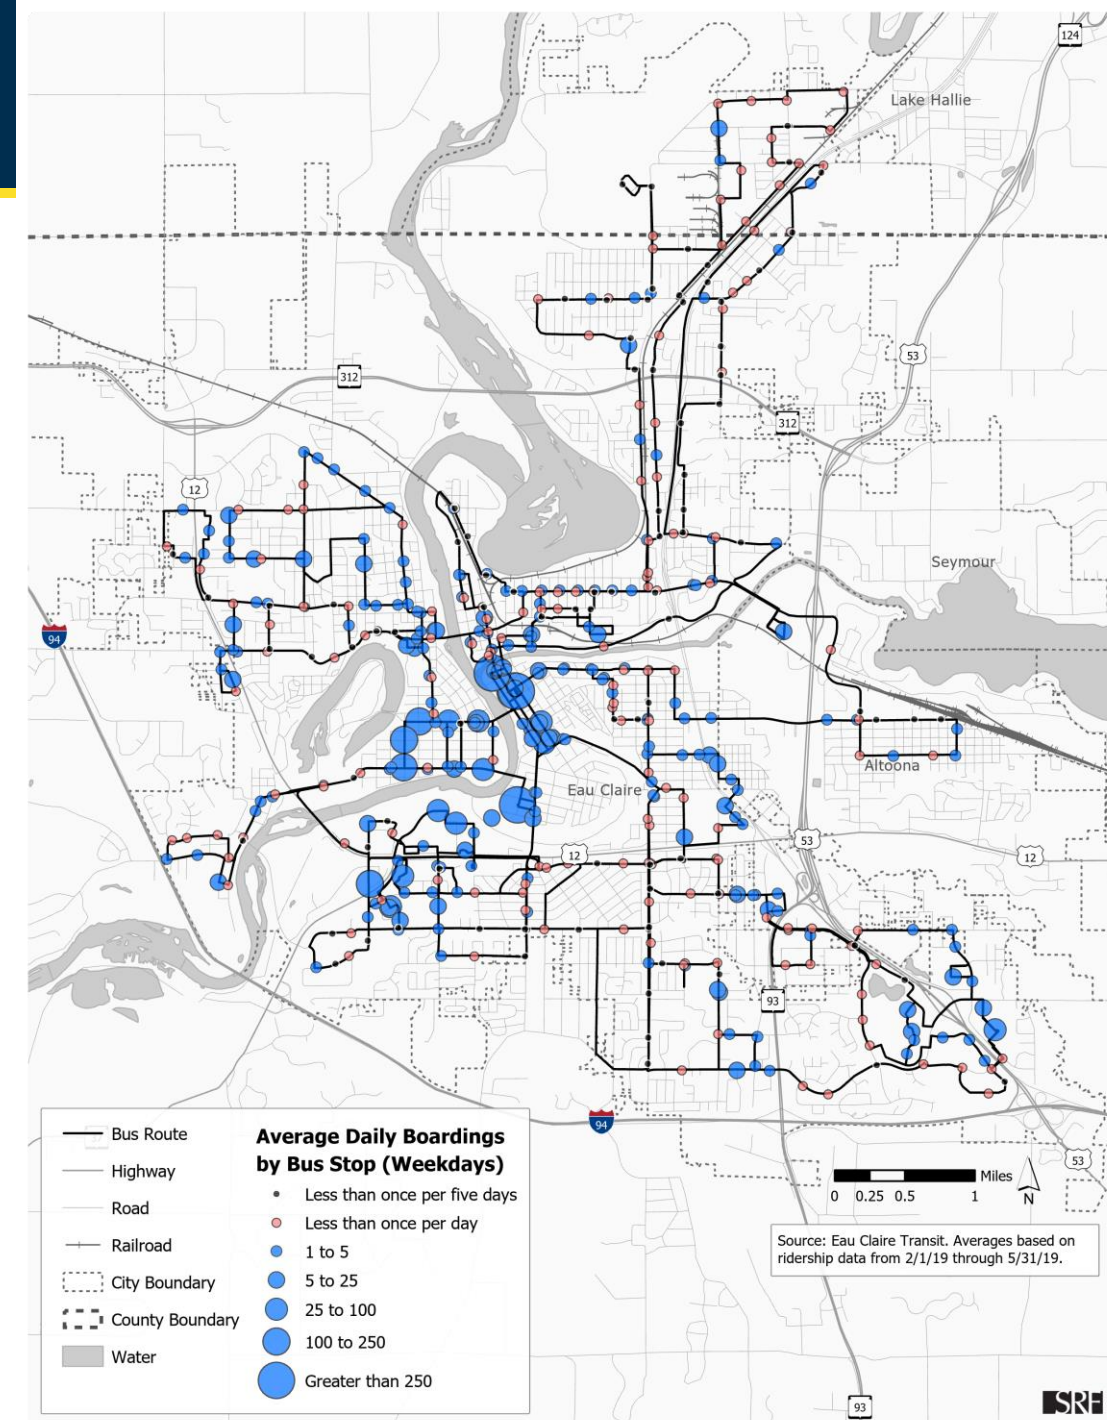 124
Lake Hallie
53
312
312
12
Seymour
94
Altoona
Eau Claire
53
12
12
93
94
53
Bus Route
Highway
Road
Railroad
City Boundary
County Boundary
Water
Average Daily Boardings
by Bus Stop (Weekdays)
Less than once per five days
Less than once per day
1 to 5
5 to 25
25 to 100
100 to 250
Greater than 250
Miles
0 0.25 0.5 1
N
Source: Eau Claire Transit. Averages based on
ridership data from 2/1/19 through 5/31/19.
93
SRF